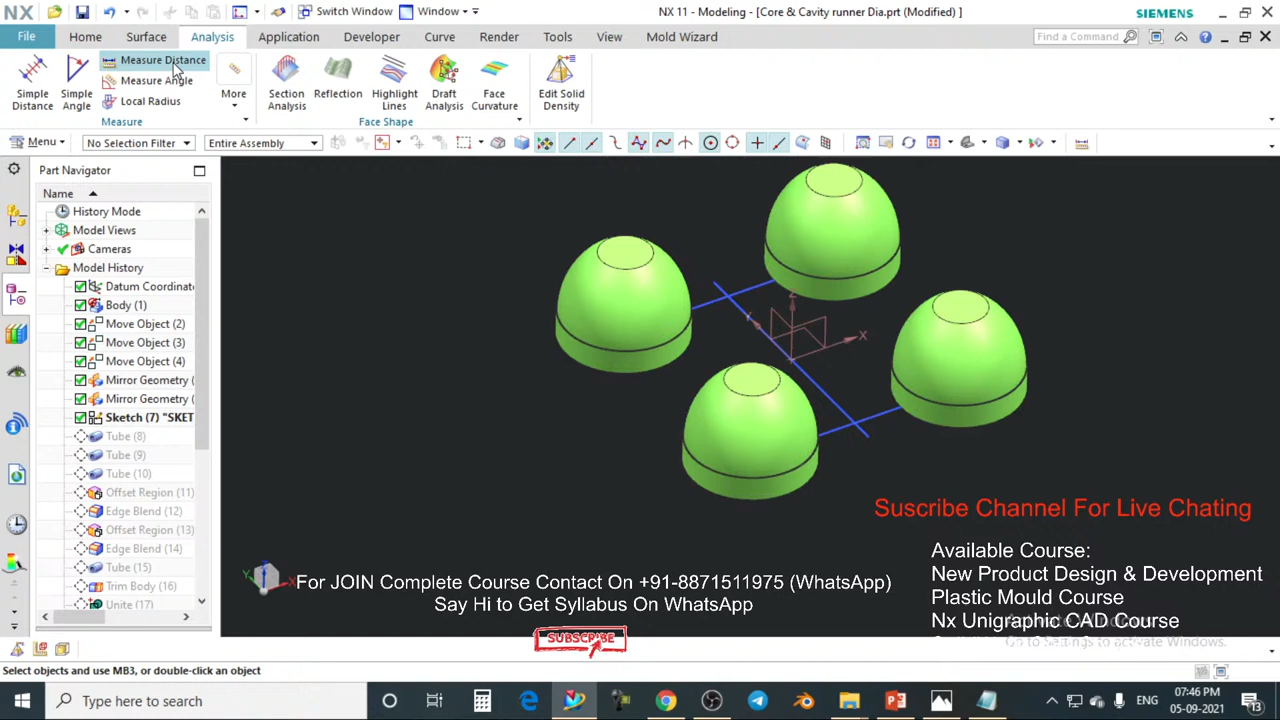 NX
Switch Window
Window
NX 11 - Modeling - [Core & Cavity runner Dia.prt (Modified) ]
SIEMENS
File
Home
Surface
Analysis
Application
Developer
Curve
Render
Tools
View
Mold Wizard
Find a Command
Simple Distance
Simple Angle
Measure Distance
Measure Angle
Local Radius
More
Section Analysis
Reflection
Highlight Lines
Draft Analysis
Face Curvature
Edit Solid Density
Measure
Face Shape
Menu
No Selection Filter
Entire Assembly
Part Navigator
Name
History Mode
Model Views
Cameras
Model History
Datum Coordinat
Body (1)
Move Object (2)
Move Object (3)
Move Object (4)
Mirror Geometry (
Mirror Geometry (
Sketch (7) "SKET
Tube (8)
Tube (9)
Tube (10)
Offset Region (11)
Edge Blend (12)
Offset Region (13)
Edge Blend (14)
Tube (15)
Trim Body (16)
Unite (17)
Z
Y
X
Y
X
Suscribe Channel For Live Chating
Available Course:
New Product Design & Development
Plastic Mould Course
Nx Unigraphic CAD Course
Go to Settings to activate Windows.
For JOIN Complete Course Contact On +91-8871511975 (WhatsApp)
Say Hi to Get Syllabus On WhatsApp
SUBSCRIBE
Select objects and use MB3, or double-click an object
Type here to search
ENG
07:46 PM
05-09-2021
13